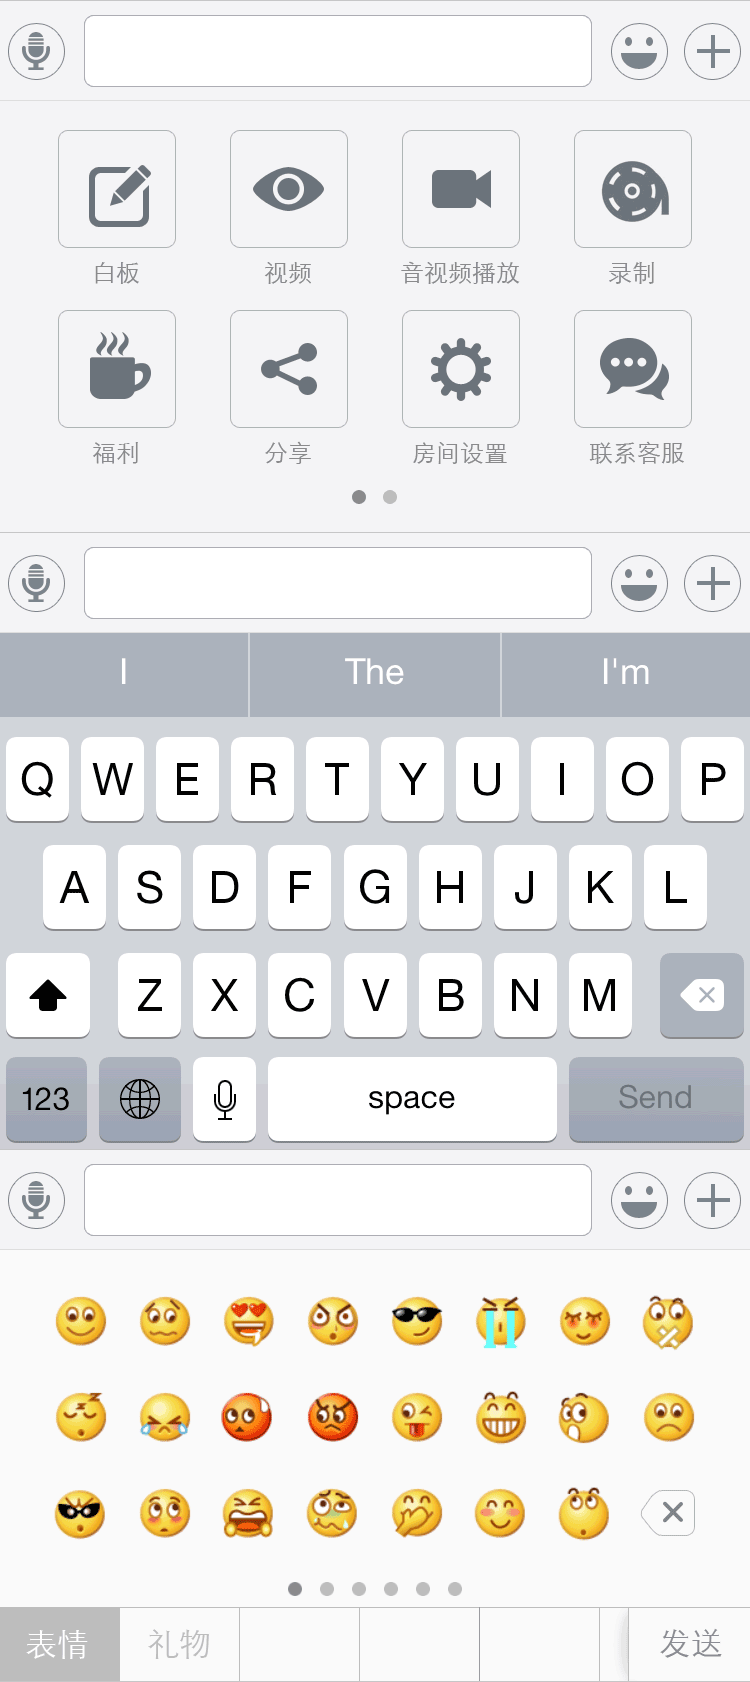 白板 视频 音视频播放 录制
福利 分享 房间设置 联系客服
I The I'm
Q W E R T Y U I O P
A S D F G H J K L
Z X C V B N M
123 space Send
表情 礼物 发送